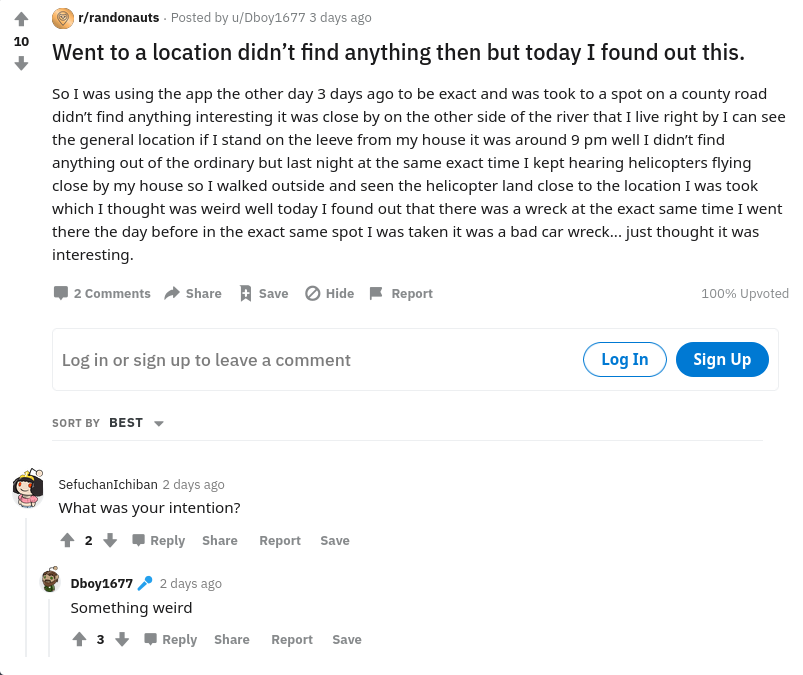 r/randonauts · Posted by u/Dboy1677 3 days ago
10
Went to a location didn’t find anything then but today I found out this.
So I was using the app the other day 3 days ago to be exact and was took to a spot on a county road
didn’t find anything interesting it was close by on the other side of the river that I live right by I can see
the general location if I stand on the leeve from my house it was around 9 pm well I didn’t find
anything out of the ordinary but last night at the same exact time I kept hearing helicopters flying
close by my house so I walked outside and seen the helicopter land close to the location I was took
which I thought was weird well today I found out that there was a wreck at the exact same time I went
there the day before in the exact same spot I was taken it was a bad car wreck... just thought it was
interesting.
2 Comments Share Save Hide Report 100% Upvoted
Log in or sign up to leave a comment Log In Sign Up
SORT BY BEST
SefuchanIchiban 2 days ago
What was your intention?
2 Reply Share Report Save
Dboy1677 2 days ago
Something weird
3 Reply Share Report Save